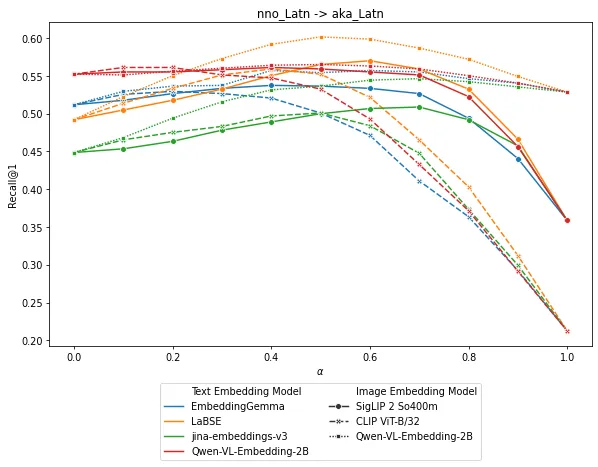 nno_Latn -> aka_Latn
Recall@1
0.60
0.55
0.50
0.45
0.40
0.35
0.30
0.25
0.20
0.0 0.2 0.4 0.6 0.8 1.0
α
Text Embedding Model Image Embedding Model
EmbeddingGemma SigLIP 2 So400m
LaBSE CLIP ViT-B/32
jina-embeddings-v3 Qwen-VL-Embedding-2B
Qwen-VL-Embedding-2B